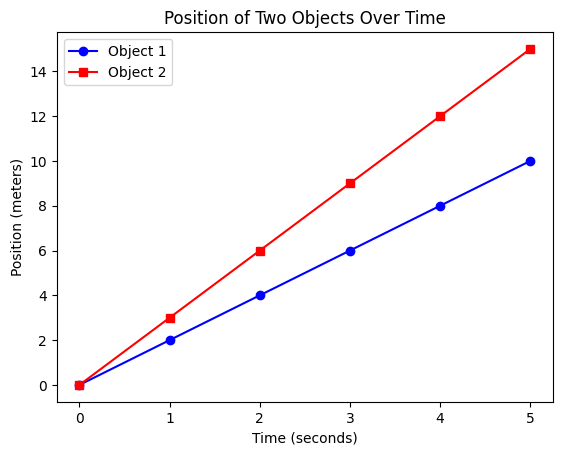 Position of Two Objects Over Time
Object 1
Object 2
Position (meters)
14
12
10
8
6
4
2
0
0 1 2 3 4 5
Time (seconds)